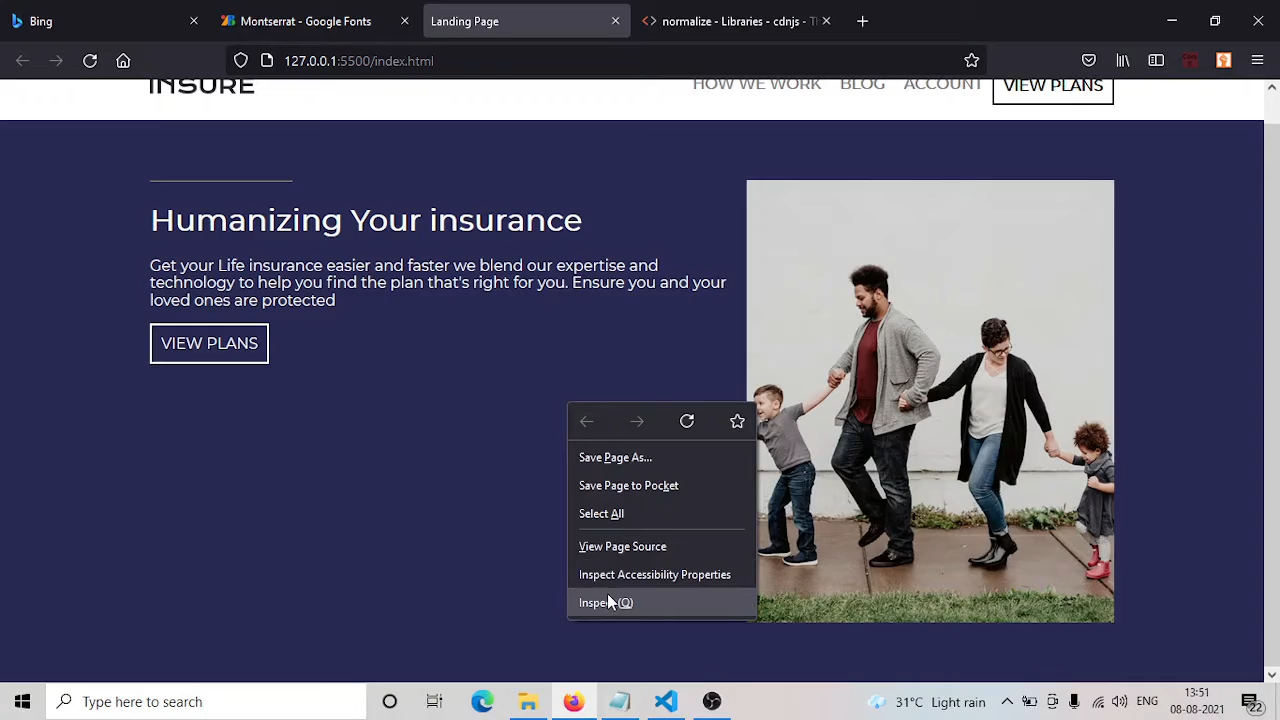 Bing
Montserrat - Google Fonts
Landing Page
normalize - Libraries - cdnjs - T
127.0.0.1:5500/index.html
INSURE
HOW WE WORK
BLOG
ACCOUNT
VIEW PLANS
Humanizing Your insurance
Get your Life insurance easier and faster we blend our expertise and
technology to help you find the plan that's right for you. Ensure you and your
loved ones are protected
VIEW PLANS
Save Page As...
Save Page to Pocket
Select All
View Page Source
Inspect Accessibility Properties
Inspect (Q)
Type here to search
31°C Light rain
ENG
13:51
08-08-2021
22